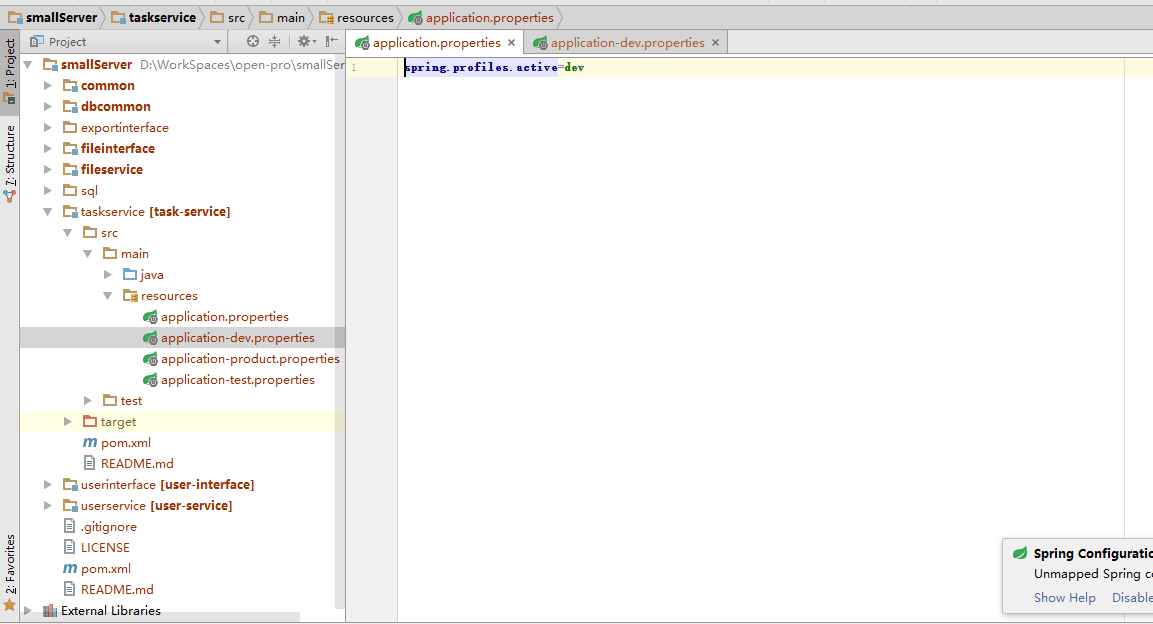 smallServer taskservice src main resources application.properties
1: Project
7: Structure
2: Favorites
Project
smallServer D:\WorkSpaces\open-pro\smallSer
common
dbcommon
exportinterface
fileinterface
fileservice
sql
taskservice [task-service]
src
main
java
resources
application.properties
application-dev.properties
application-product.properties
application-test.properties
test
target
pom.xml
README.md
userinterface [user-interface]
userservice [user-service]
.gitignore
LICENSE
pom.xml
README.md
External Libraries
application.properties × application-dev.properties ×
1 spring.profiles.active=dev
Spring Configuratio
Unmapped Spring co
Show Help Disable